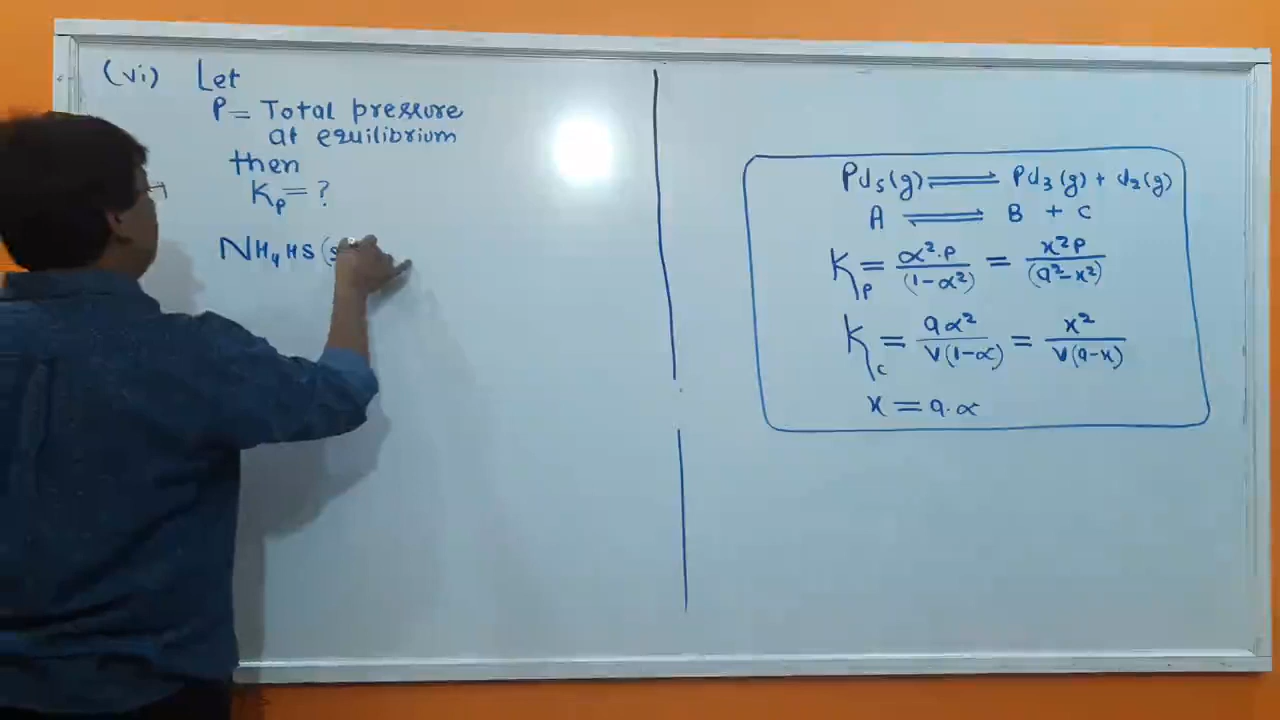 (vi) Let
P = Total pressure
at equilibrium
then
Kp = ?
NH4HS (s
Pcl5(g) ⇌ Pcl3(g) + cl2(g)
A ⇌ B + C
Kp = α².P/(1-α²) = x²P/(a²-x²)
Kc = aα²/V(1-α) = x²/V(a-x)
x = a.α